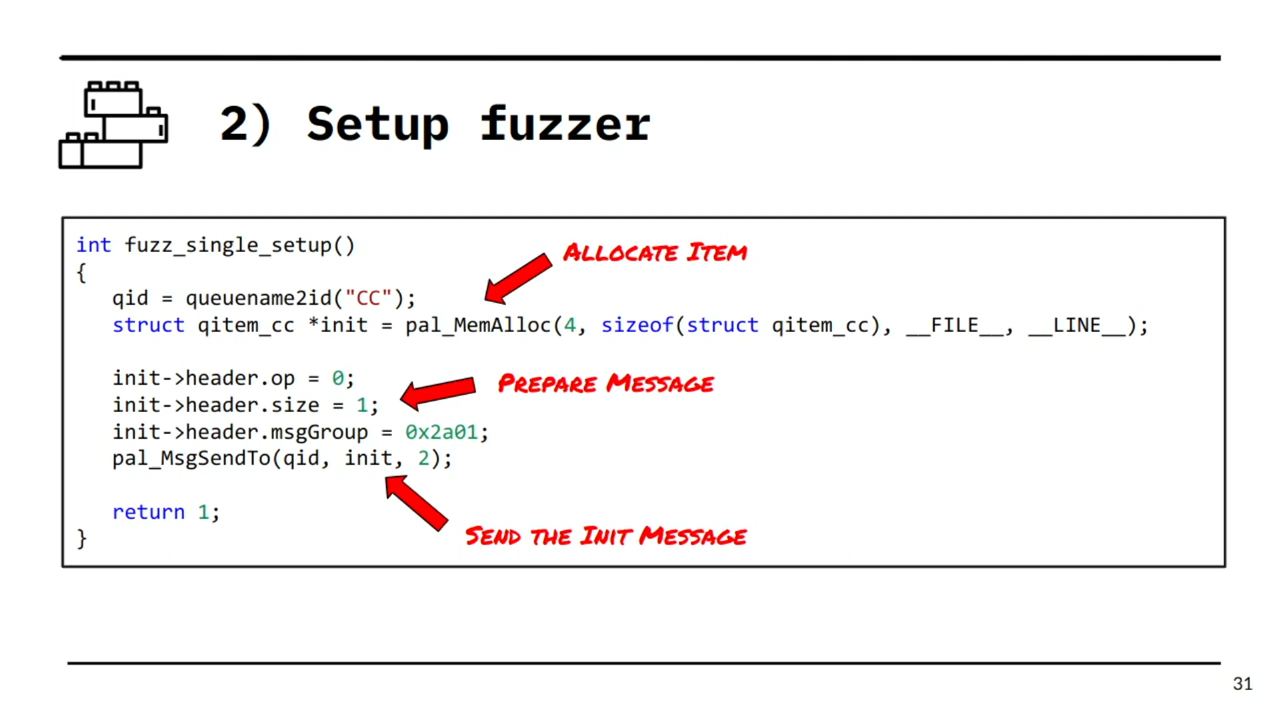 2) Setup fuzzer
int fuzz_single_setup()
{
qid = queuename2id("CC");
struct qitem_cc *init = pal_MemAlloc(4, sizeof(struct qitem_cc), __FILE__, __LINE__);
init->header.op = 0;
init->header.size = 1;
init->header.msgGroup = 0x2a01;
pal_MsgSendTo(qid, init, 2);
return 1;
}
ALLOCATE ITEM
PREPARE MESSAGE
SEND THE INIT MESSAGE
31